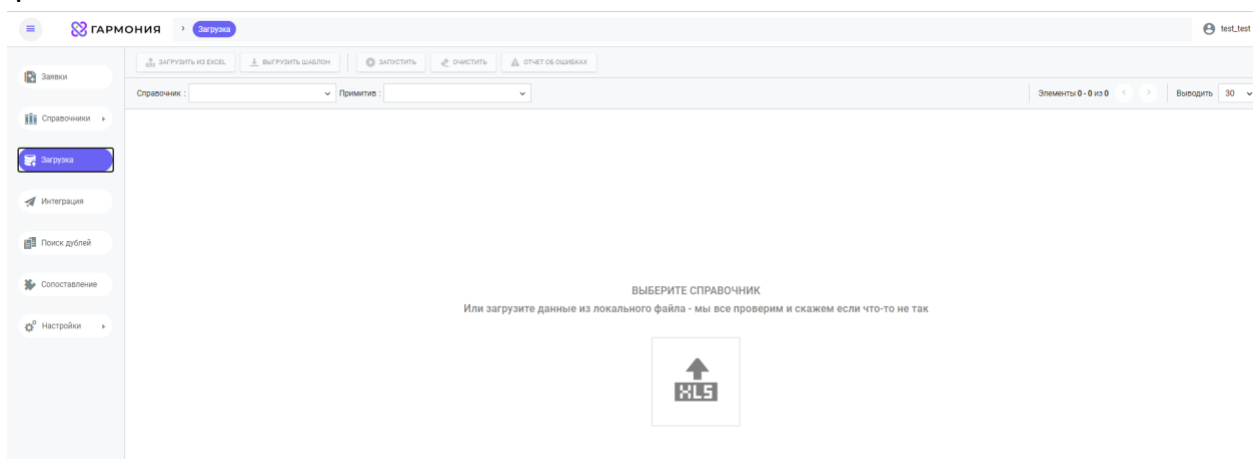 ГАРМОНИЯ › Загрузка test_test
ЗАГРУЗИТЬ ИЗ EXCEL ВЫГРУЗИТЬ ШАБЛОН ЗАПУСТИТЬ ОЧИСТИТЬ ОТЧЕТ ОБ ОШИБКАХ
Справочник : Примитив : Элементы 0 - 0 из 0 Выводить 30
Заявки
Справочники
Загрузка
Интеграция
Поиск дублей
Сопоставление
Настройки
ВЫБЕРИТЕ СПРАВОЧНИК
Или загрузите данные из локального файла - мы все проверим и скажем если что-то не так
XLS